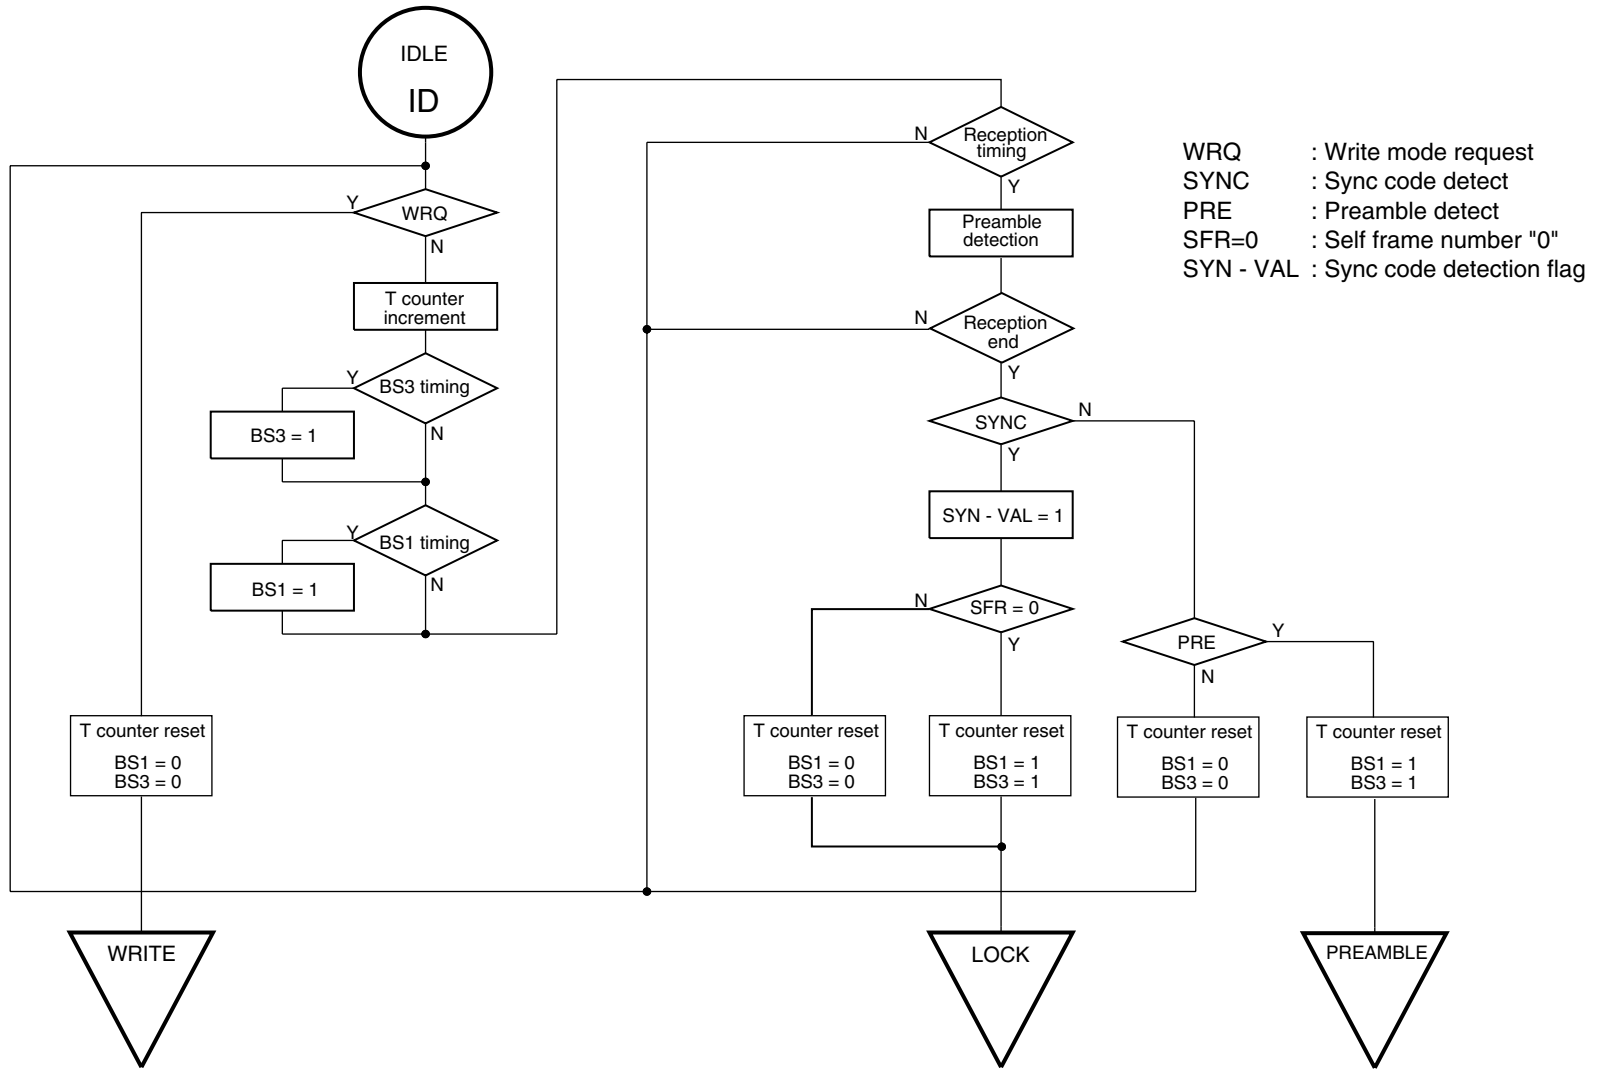 IDLE
ID
WRQ
Y
N
T counter
increment
BS3 timing
Y
N
BS3 = 1
BS1 timing
Y
N
BS1 = 1
T counter reset
BS1 = 0
BS3 = 0
WRITE
Reception
timing
N
Y
Preamble
detection
Reception
end
N
Y
SYNC
N
Y
SYN - VAL = 1
SFR = 0
N
Y
T counter reset
BS1 = 0
BS3 = 0
T counter reset
BS1 = 1
BS3 = 1
LOCK
PRE
Y
N
T counter reset
BS1 = 0
BS3 = 0
T counter reset
BS1 = 1
BS3 = 1
PREAMBLE
WRQ : Write mode request
SYNC : Sync code detect
PRE : Preamble detect
SFR=0 : Self frame number "0"
SYN - VAL : Sync code detection flag